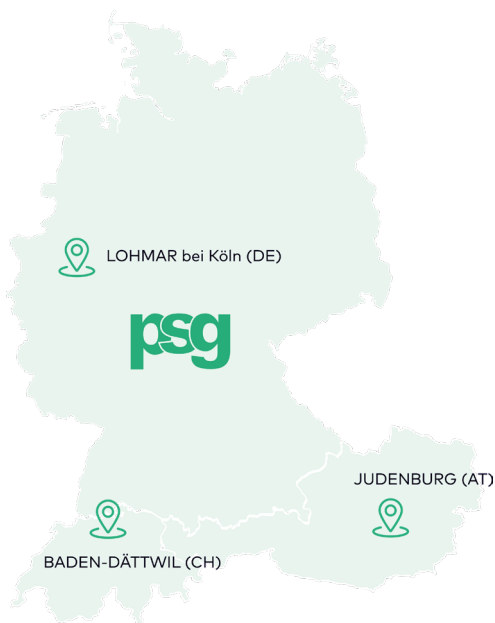 LOHMAR bei Köln (DE)
psg
JUDENBURG (AT)
BADEN-DÄTTWIL (CH)